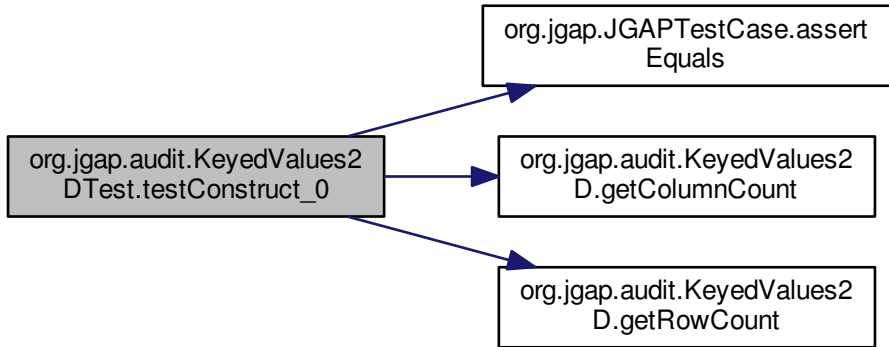 org.jgap.JGAPTestCase.assert
Equals
org.jgap.audit.KeyedValues2
DTest.testConstruct_0
org.jgap.audit.KeyedValues2
D.getColumnCount
org.jgap.audit.KeyedValues2
D.getRowCount